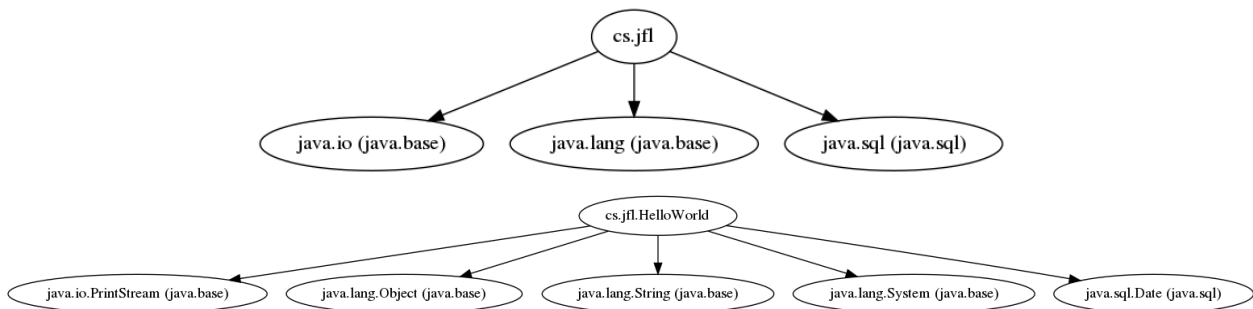 cs.jfl
java.io (java.base)
java.lang (java.base)
java.sql (java.sql)
cs.jfl.HelloWorld
java.io.PrintStream (java.base)
java.lang.Object (java.base)
java.lang.String (java.base)
java.lang.System (java.base)
java.sql.Date (java.sql)